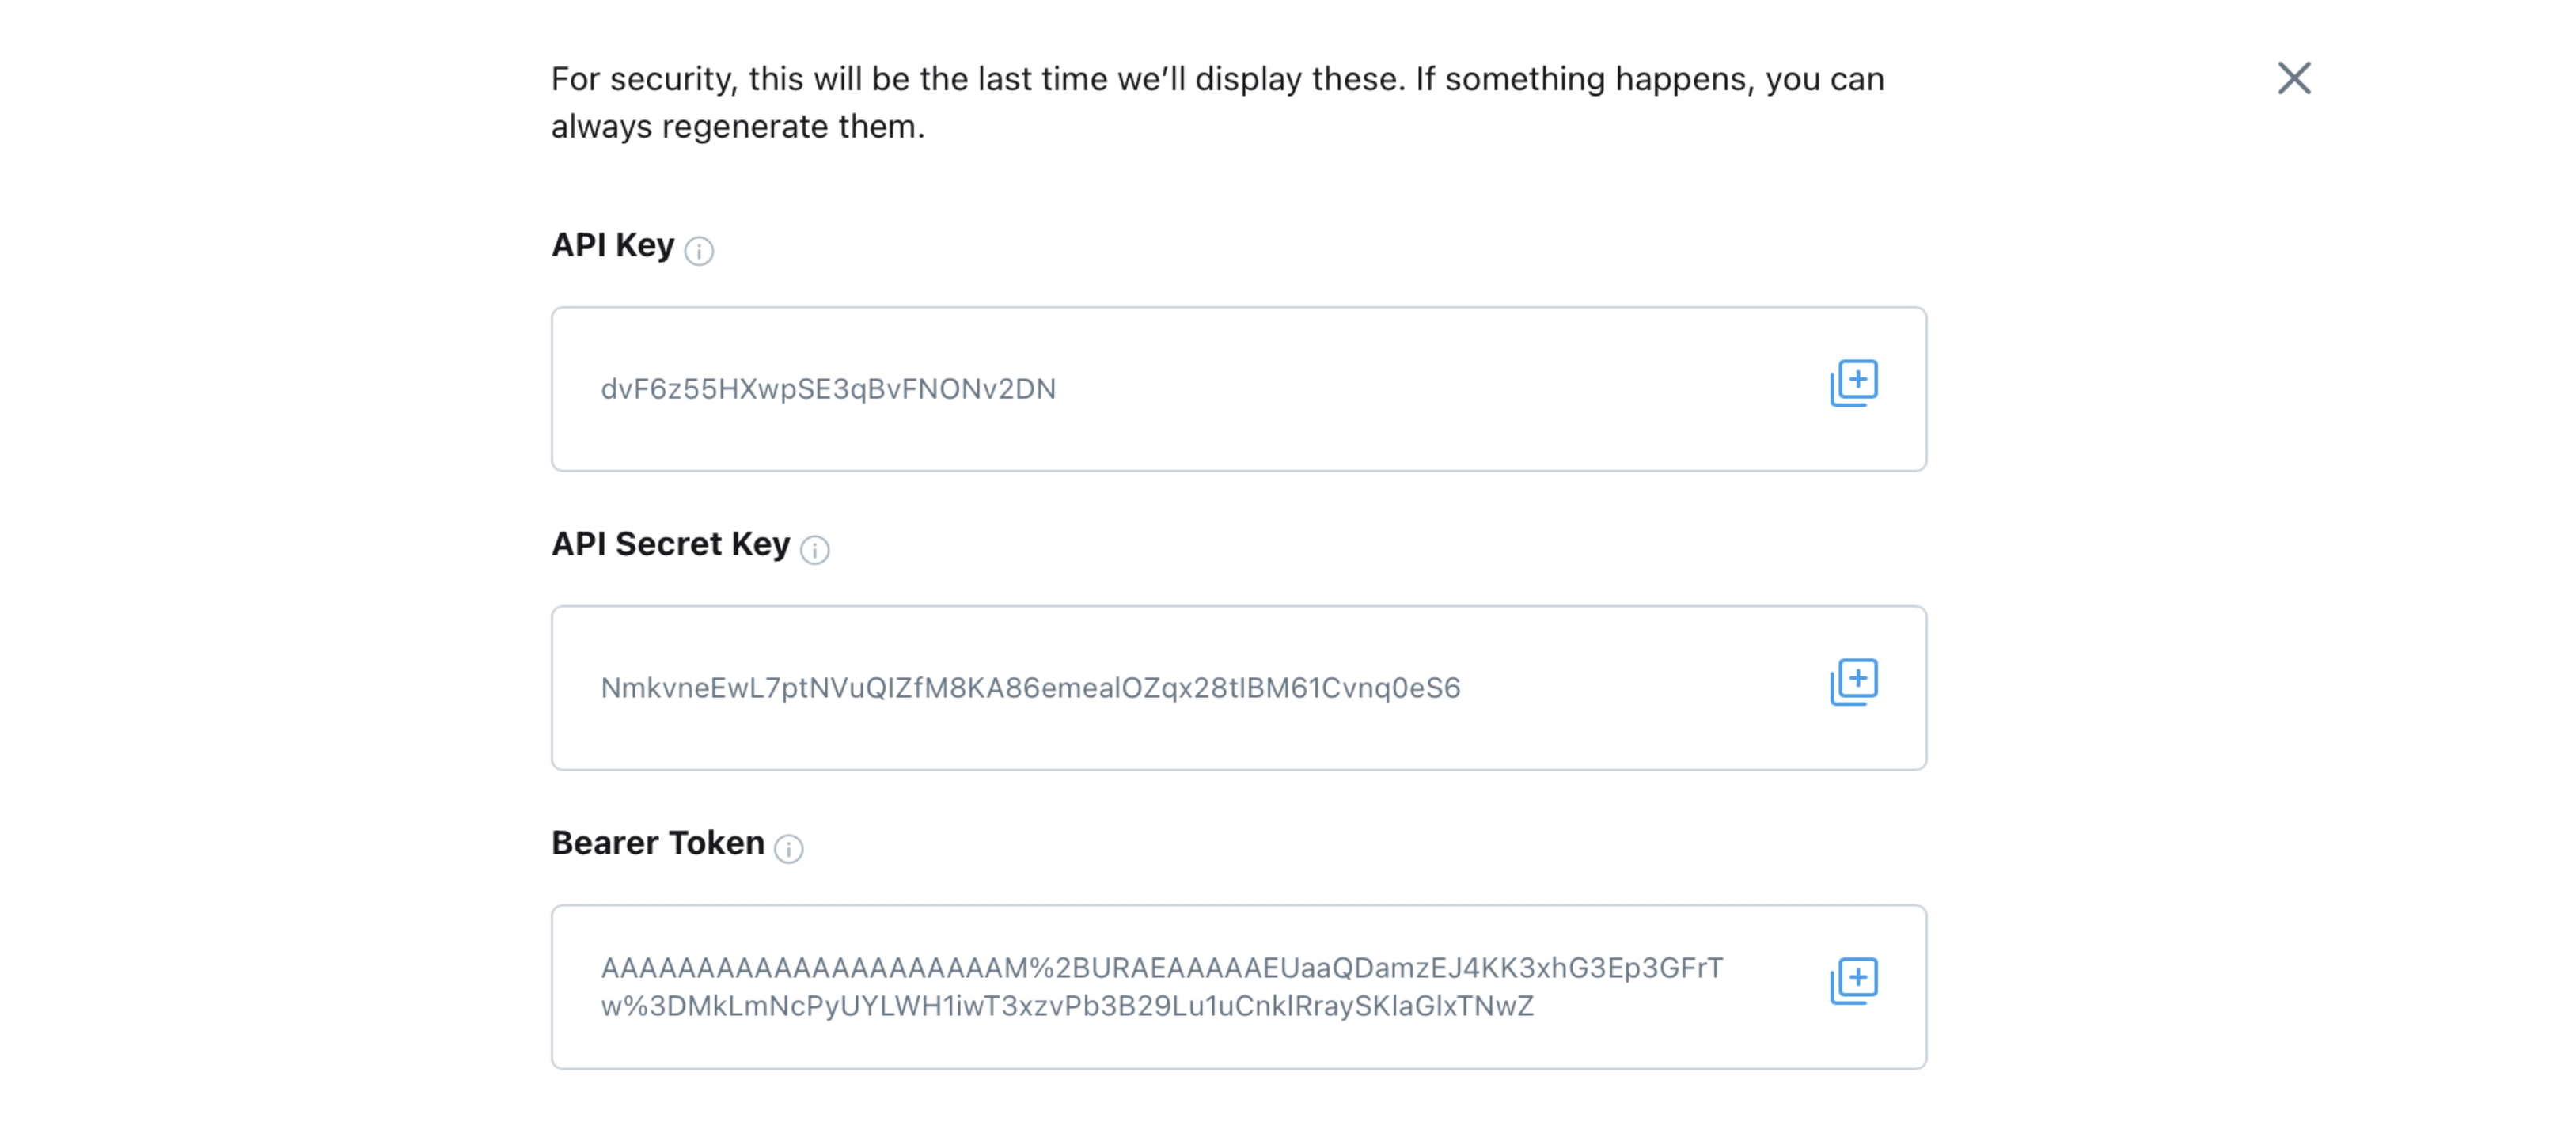 For security, this will be the last time we’ll display these. If something happens, you can
always regenerate them.
API Key
dvF6z55HXwpSE3qBvFNONv2DN
API Secret Key
NmkvneEwL7ptNVuQIZfM8KA86emealOZqx28tIBM61Cvnq0eS6
Bearer Token
AAAAAAAAAAAAAAAAAAAAAM%2BURAEAAAAAEUaaQDamzEJ4KK3xhG3Ep3GFrT
w%3DMkLmNcPyUYLWH1iwT3xzvPb3B29Lu1uCnklRraySKlaGlxTNwZ